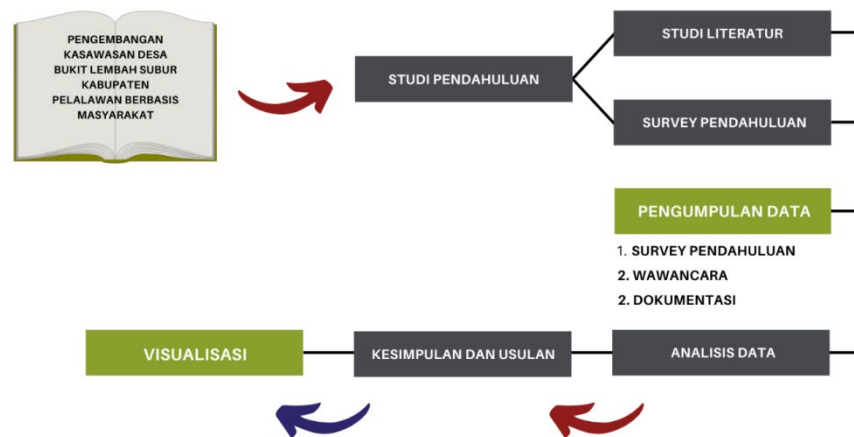 PENGEMBANGAN
KASAWASAN DESA
BUKIT LEMBAH SUBUR
KABUPATEN
PELALAWAN BERBASIS
MASYARAKAT
STUDI PENDAHULUAN
STUDI LITERATUR
SURVEY PENDAHULUAN
PENGUMPULAN DATA
1. SURVEY PENDAHULUAN
2. WAWANCARA
2. DOKUMENTASI
VISUALISASI
KESIMPULAN DAN USULAN
ANALISIS DATA